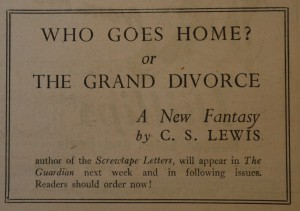 WHO GOES HOME?
or
THE GRAND DIVORCE
A New Fantasy
by C. S. LEWIS
author of the Screwtape Letters, will appear in The
Guardian next week and in following issues.
Readers should order now!